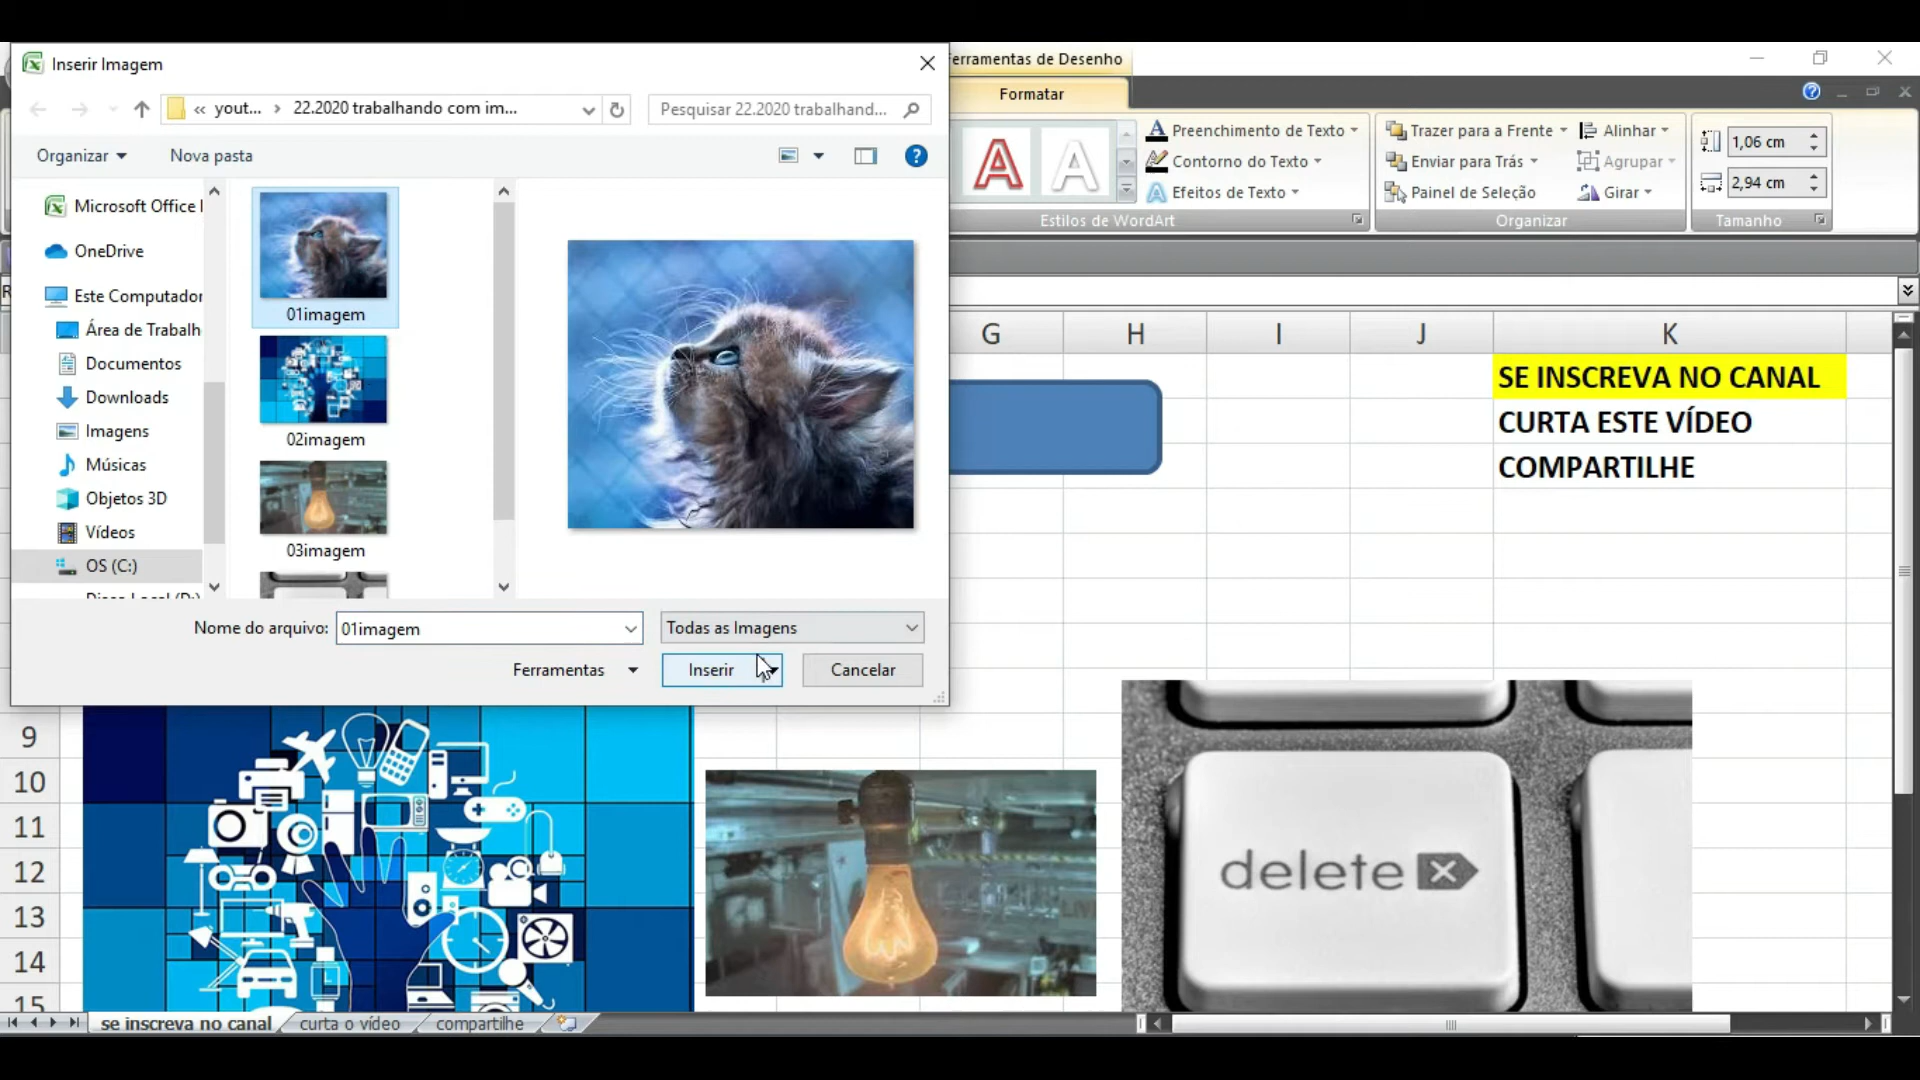 Inserir Imagem
Ferramentas de Desenho
Formatar
« yout... › 22.2020 trabalhando com im...
Pesquisar 22.2020 trabalhand...
Organizar
Nova pasta
Preenchimento de Texto
Contorno do Texto
Efeitos de Texto
Estilos de WordArt
Trazer para a Frente
Enviar para Trás
Painel de Seleção
Alinhar
Agrupar
Girar
Organizar
1,06 cm
2,94 cm
Tamanho
Microsoft Office
OneDrive
Este Computador
Área de Trabalh
Documentos
Downloads
Imagens
Músicas
Objetos 3D
Vídeos
OS (C:)
Disco Local (D:)
01imagem
02imagem
03imagem
Nome do arquivo: 01imagem
Todas as Imagens
Ferramentas
Inserir
Cancelar
G H I J K
SE INSCREVA NO CANAL
CURTA ESTE VÍDEO
COMPARTILHE
9
10
11
12
13
14
15
delete
se inscreva no canal
curta o vídeo
compartilhe